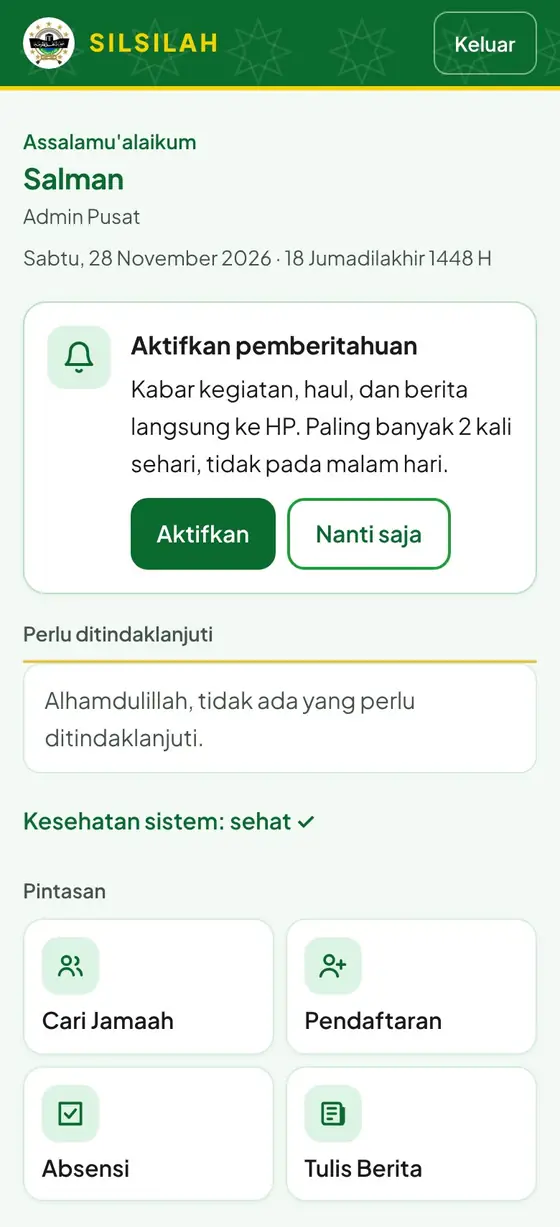 SILSILAH
Keluar
Assalamu'alaikum
Salman
Admin Pusat
Sabtu, 28 November 2026 · 18 Jumadilakhir 1448 H
Aktifkan pemberitahuan
Kabar kegiatan, haul, dan berita
langsung ke HP. Paling banyak 2 kali
sehari, tidak pada malam hari.
Aktifkan
Nanti saja
Perlu ditindaklanjuti
Alhamdulillah, tidak ada yang perlu
ditindaklanjuti.
Kesehatan sistem: sehat ✓
Pintasan
Cari Jamaah
Pendaftaran
Absensi
Tulis Berita